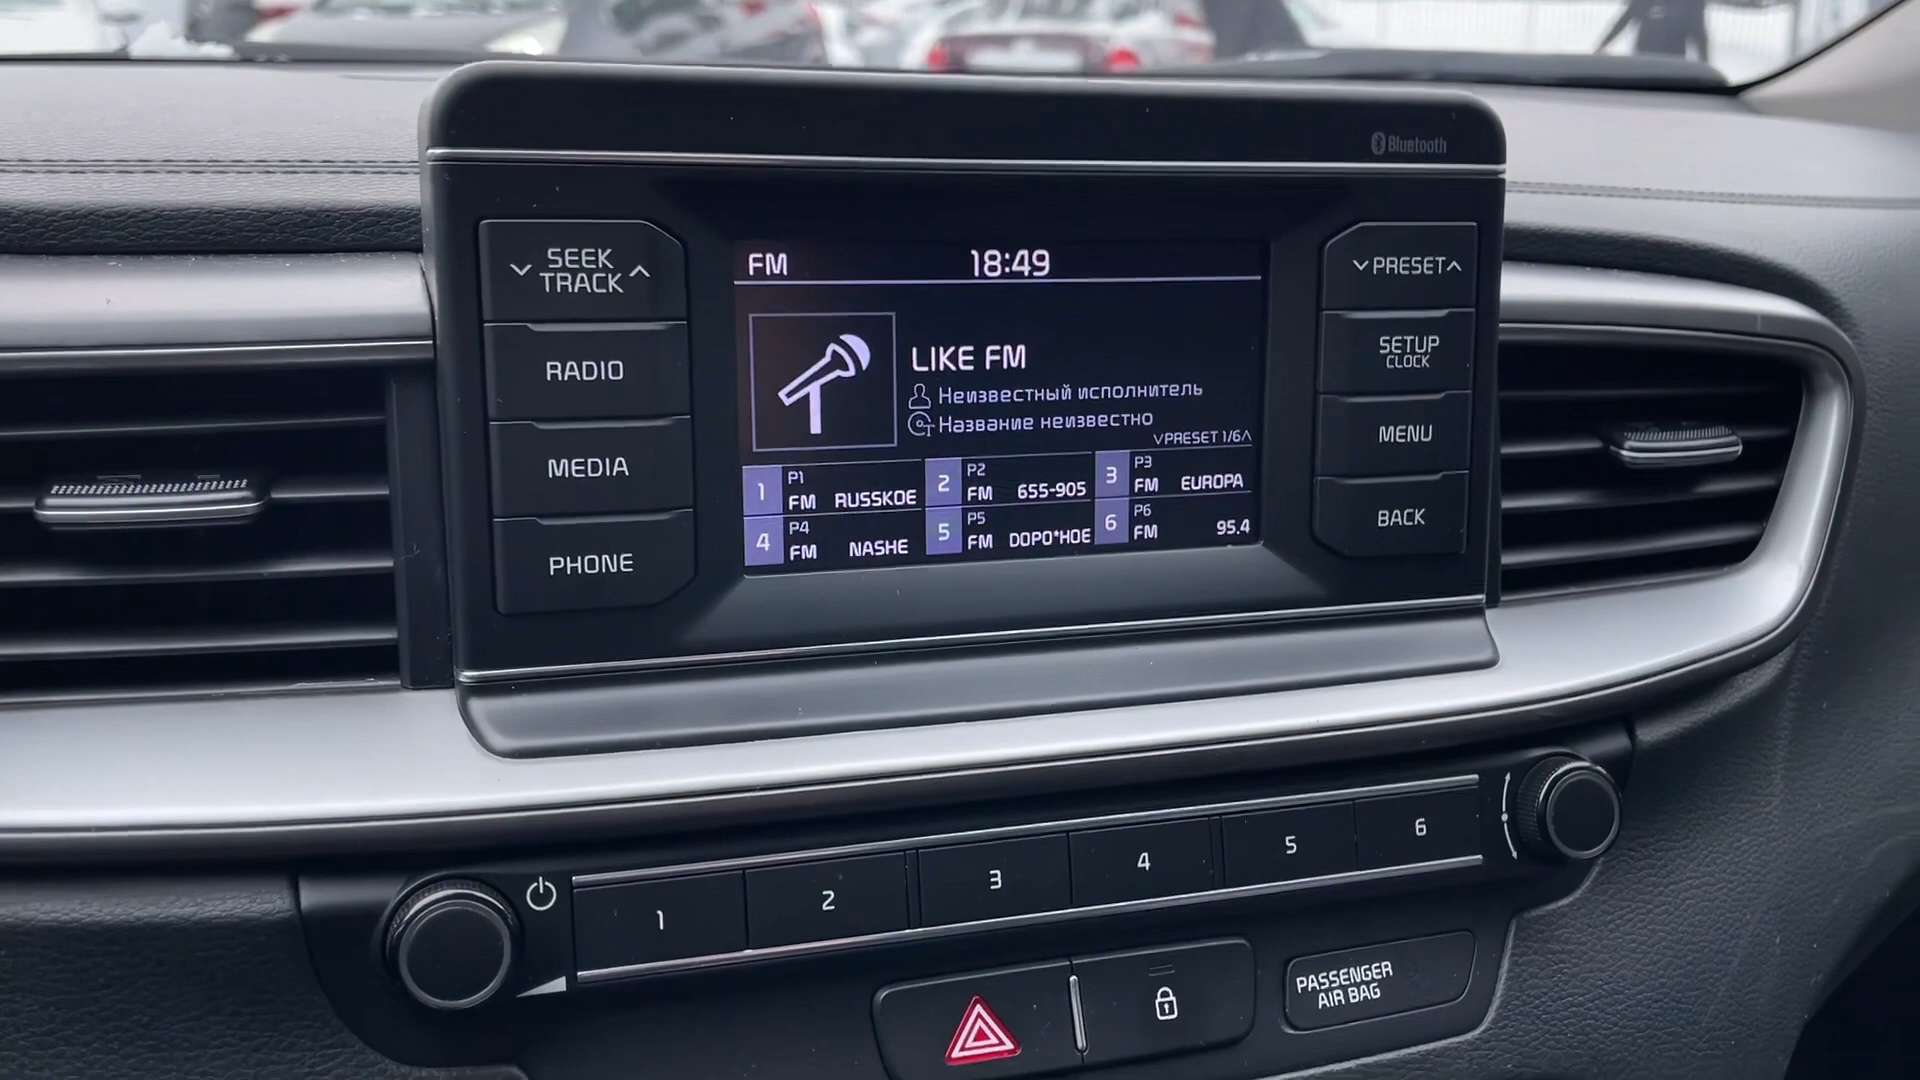 Bluetooth
SEEK
TRACK
RADIO
MEDIA
PHONE
FM 18:49
LIKE FM
Неизвестный исполнитель
Название неизвестно
PRESET 1/6
1 P1 FM RUSSKOE
2 P2 FM 655-905
3 P3 FM EUROPA
4 P4 FM NASHE
5 P5 FM DOPO*HOE
6 P6 FM 95.4
PRESET
SETUP
CLOCK
MENU
BACK
1 2 3 4 5 6
PASSENGER
AIR BAG